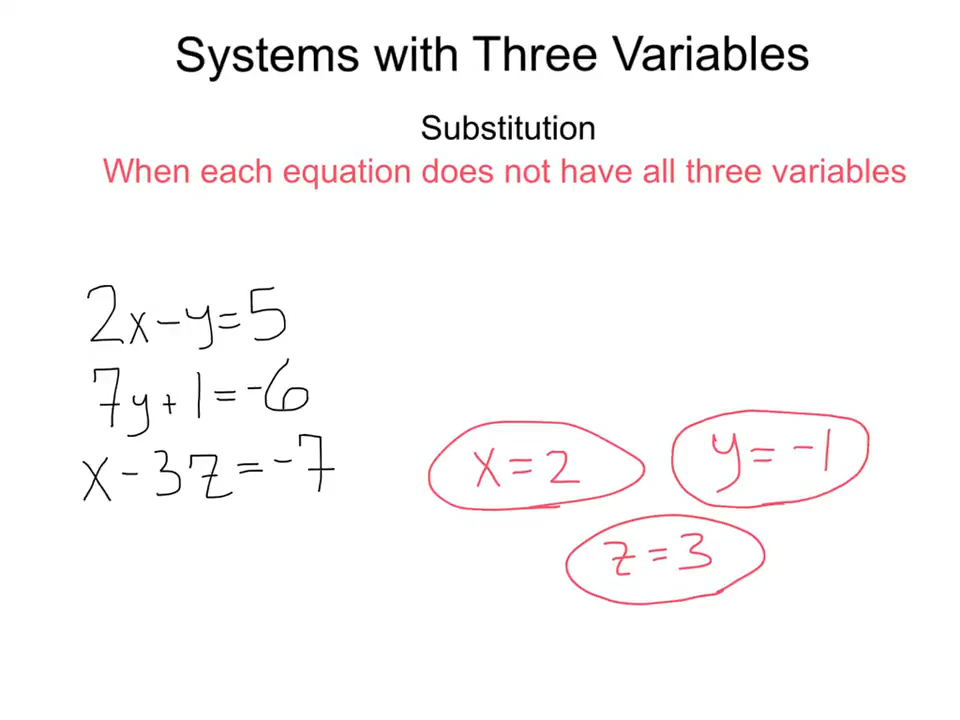 Systems with Three Variables
Substitution
When each equation does not have all three variables
2x-y=5
7y+1=-6
x-3z=-7
x=2
y=-1
z=3